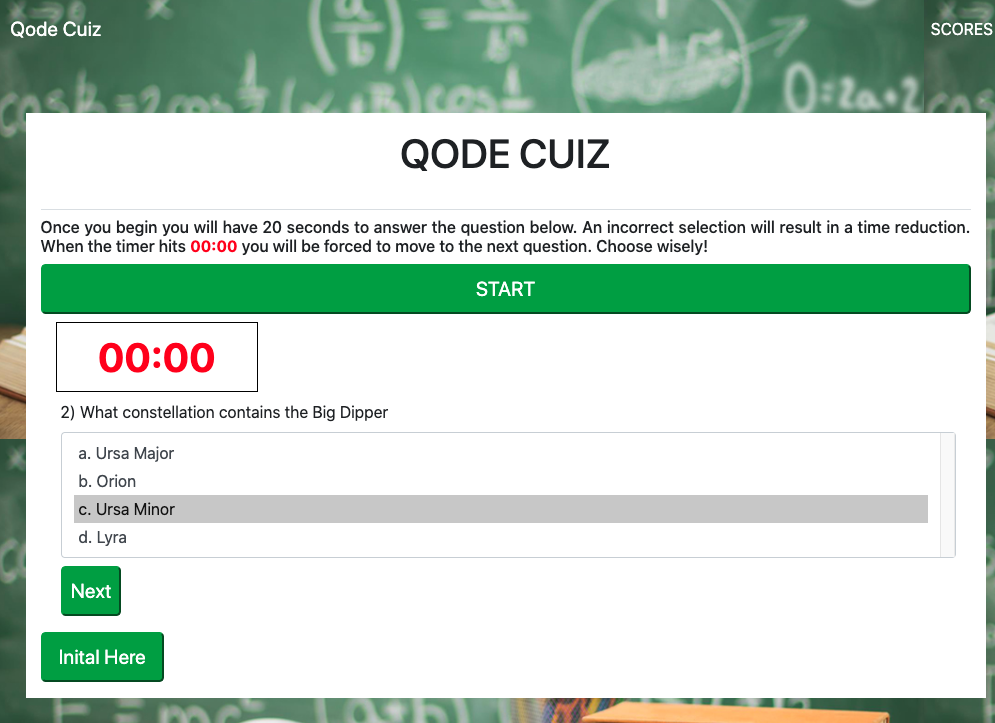 Qode Cuiz
SCORES
QODE CUIZ
Once you begin you will have 20 seconds to answer the question below. An incorrect selection will result in a time reduction.
When the timer hits 00:00 you will be forced to move to the next question. Choose wisely!
START
00:00
2) What constellation contains the Big Dipper
a. Ursa Major
b. Orion
c. Ursa Minor
d. Lyra
Next
Inital Here